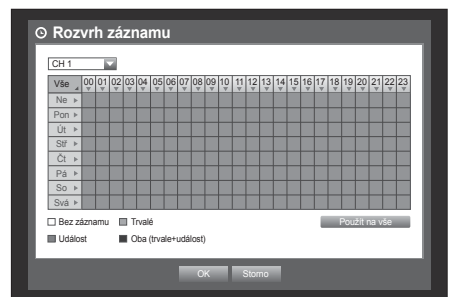 Rozvrh záznamu
CH 1
Vše 00 01 02 03 04 05 06 07 08 09 10 11 12 13 14 15 16 17 18 19 20 21 22 23
Ne
Pon
Út
Stř
Čt
Pá
So
Svá
Bez záznamu Trvalé Použít na vše
Událost Oba (trvale+událost)
OK Storno